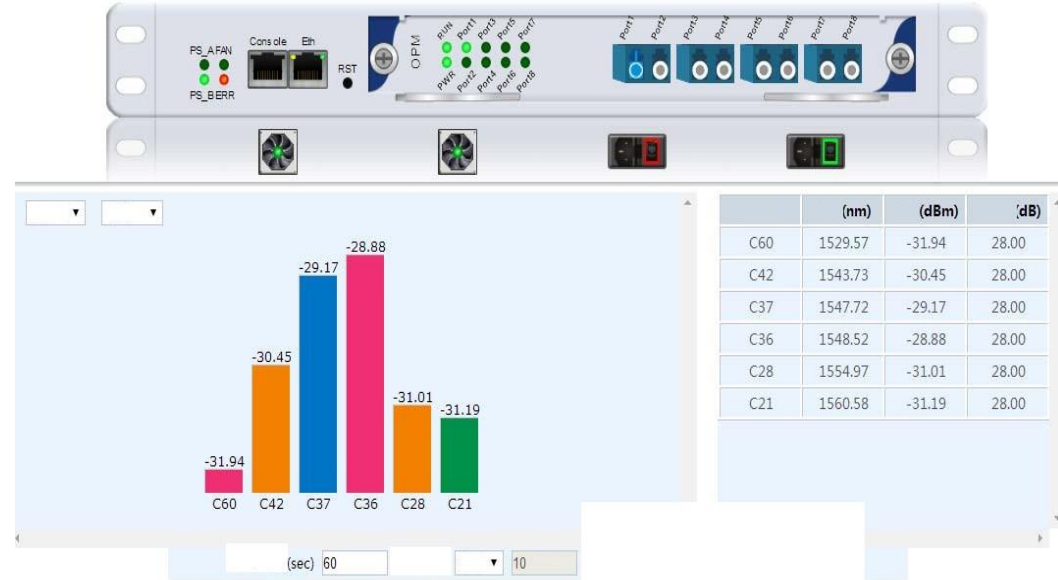 PS_A FAN
PS_B ERR
Console Eth
RST
OPM
RUN Port1 Port3 Port5 Port7
PWR Port2 Port4 Port6 Port8
Port1 Port2 Port3 Port4 Port5 Port6 Port7 Port8
-31.94
-30.45
-29.17
-28.88
-31.01
-31.19
C60 C42 C37 C36 C28 C21
(nm) (dBm) (dB)
C60 1529.57 -31.94 28.00
C42 1543.73 -30.45 28.00
C37 1547.72 -29.17 28.00
C36 1548.52 -28.88 28.00
C28 1554.97 -31.01 28.00
C21 1560.58 -31.19 28.00
(sec) 60 10